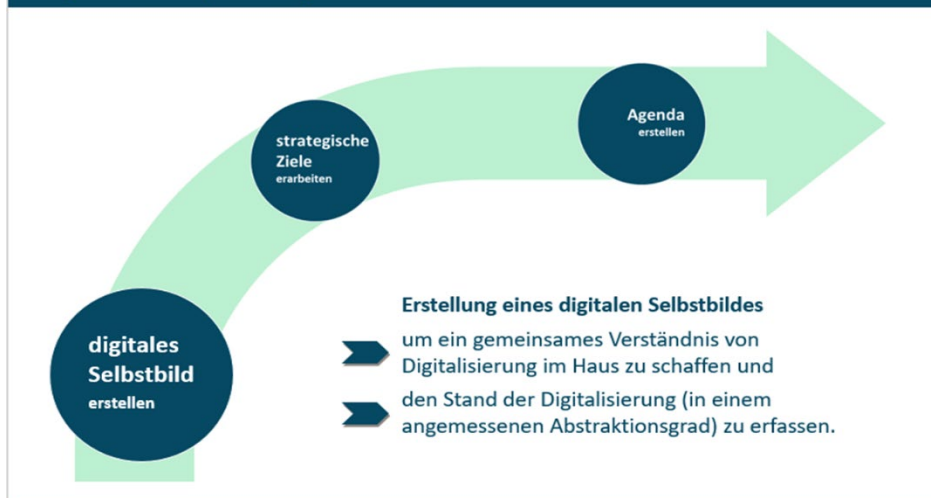 strategische
Ziele
erarbeiten
Agenda
erstellen
digitales
Selbstbild
erstellen
Erstellung eines digitalen Selbstbildes
um ein gemeinsames Verständnis von
Digitalisierung im Haus zu schaffen und
den Stand der Digitalisierung (in einem
angemessenen Abstraktionsgrad) zu erfassen.